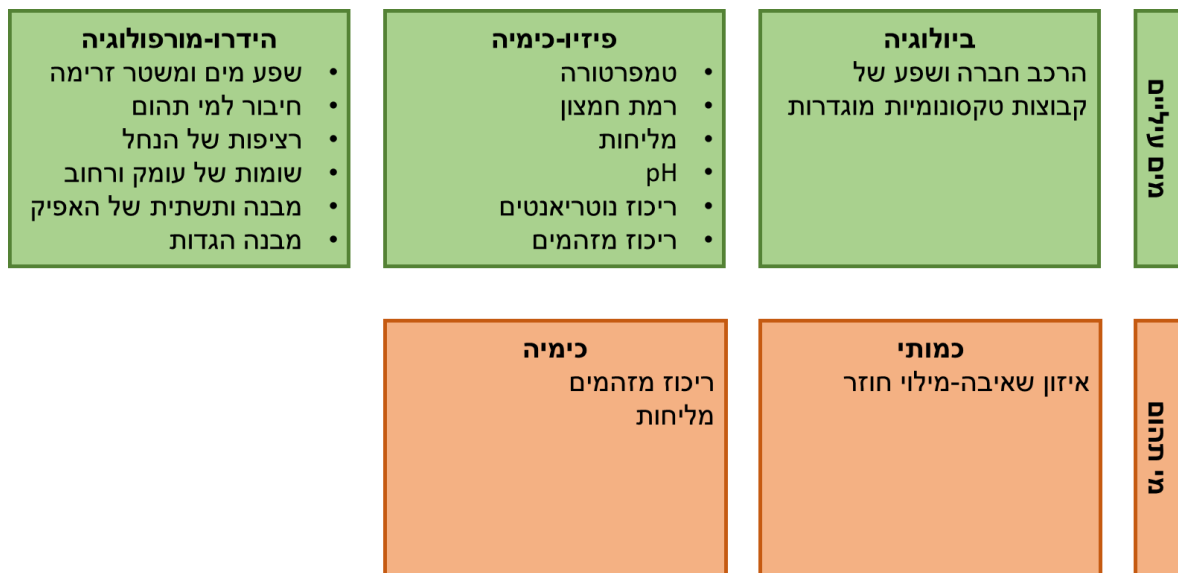 מים עיליים
ביולוגיה
הרכב חברה ושפע של
קבוצות טקסונומיות מוגדרות
פיזיו-כימיה
• טמפרטורה
• רמת חמצון
• מליחות
• pH
• ריכוז נוטריאנטים
• ריכוז מזהמים
הידרו-מורפולוגיה
• שפע מים ומשטר זרימה
• חיבור למי תהום
• רציפות של הנחל
• שומות של עומק ורחוב
• מבנה ותשתית של האפיק
• מבנה הגדות
מי תהום
כמותי
איזון שאיבה-מילוי חוזר
כימיה
ריכוז מזהמים
מליחות